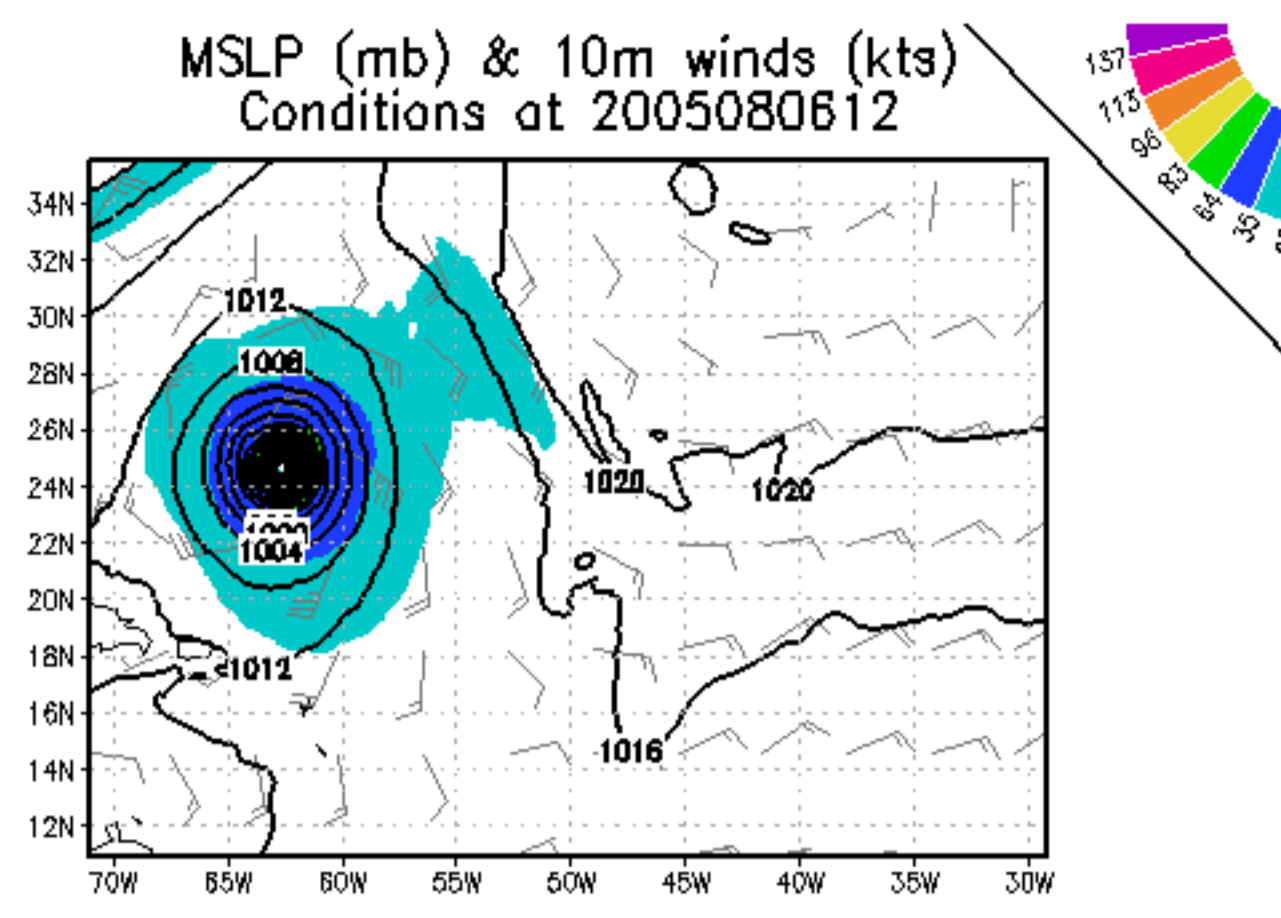 MSLP (mb) & 10m winds (kts)
Conditions at 2005080612
137
113
96
83
64
35
34N
32N
30N
28N
26N
24N
22N
20N
18N
16N
14N
12N
1012
1008
1004
1012
1020
1020
1016
70W
65W
60W
55W
50W
45W
40W
35W
30W